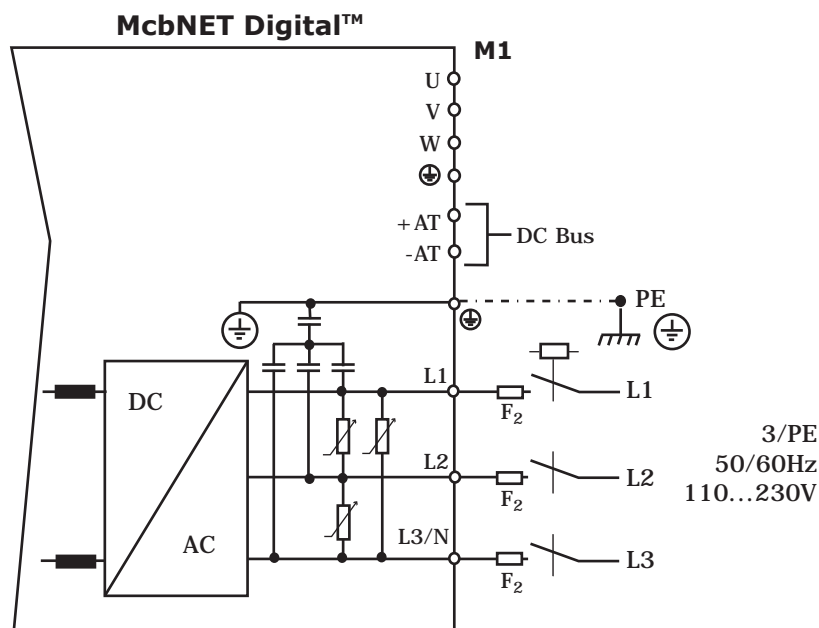 McbNET Digital™
M1
U
V
W
+AT
-AT
DC Bus
PE
L1
L1
F₂
DC
L2
L2
F₂
3/PE
50/60Hz
110...230V
AC
L3/N
L3
F₂